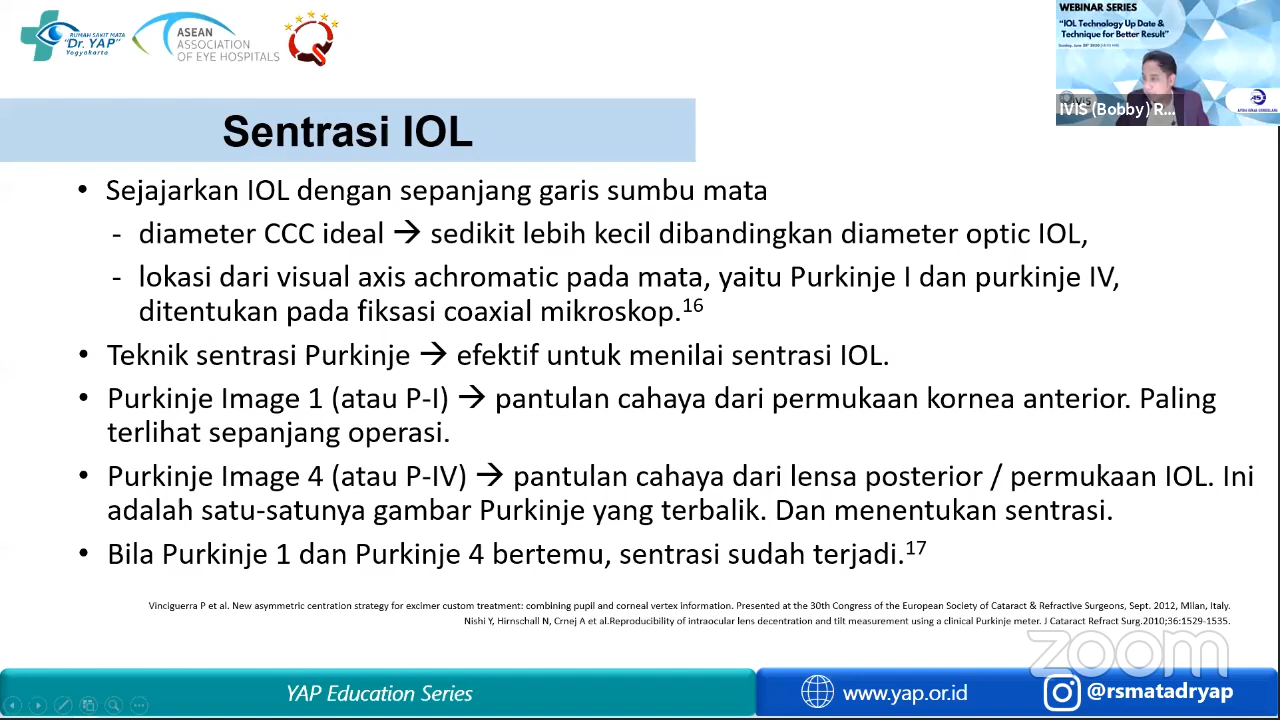 RUMAH SAKIT MATA
"Dr. YAP"
Yogyakarta
ASEAN
ASSOCIATION
OF EYE HOSPITALS
WEBINAR SERIES
"IOL Technology Up Date &
Technique for Better Result"
IVIS (Bobby) R...
Sentrasi IOL
• Sejajarkan IOL dengan sepanjang garis sumbu mata
- diameter CCC ideal → sedikit lebih kecil dibandingkan diameter optic IOL,
- lokasi dari visual axis achromatic pada mata, yaitu Purkinje I dan purkinje IV,
ditentukan pada fiksasi coaxial mikroskop.16
• Teknik sentrasi Purkinje → efektif untuk menilai sentrasi IOL.
• Purkinje Image 1 (atau P-I) → pantulan cahaya dari permukaan kornea anterior. Paling
terlihat sepanjang operasi.
• Purkinje Image 4 (atau P-IV) → pantulan cahaya dari lensa posterior / permukaan IOL. Ini
adalah satu-satunya gambar Purkinje yang terbalik. Dan menentukan sentrasi.
• Bila Purkinje 1 dan Purkinje 4 bertemu, sentrasi sudah terjadi.17
Vinciguerra P et al. New asymmetric centration strategy for excimer custom treatment: combining pupil and corneal vertex information. Presented at the 30th Congress of the European Society of Cataract & Refractive Surgeons, Sept. 2012, Milan, Italy.
Nishi Y, Hirnschall N, Crnej A et al.Reproducibility of intraocular lens decentration and tilt measurement using a clinical Purkinje meter. J Cataract Refract Surg.2010;36:1529-1535.
zoom
YAP Education Series
www.yap.or.id
@rsmatadryap